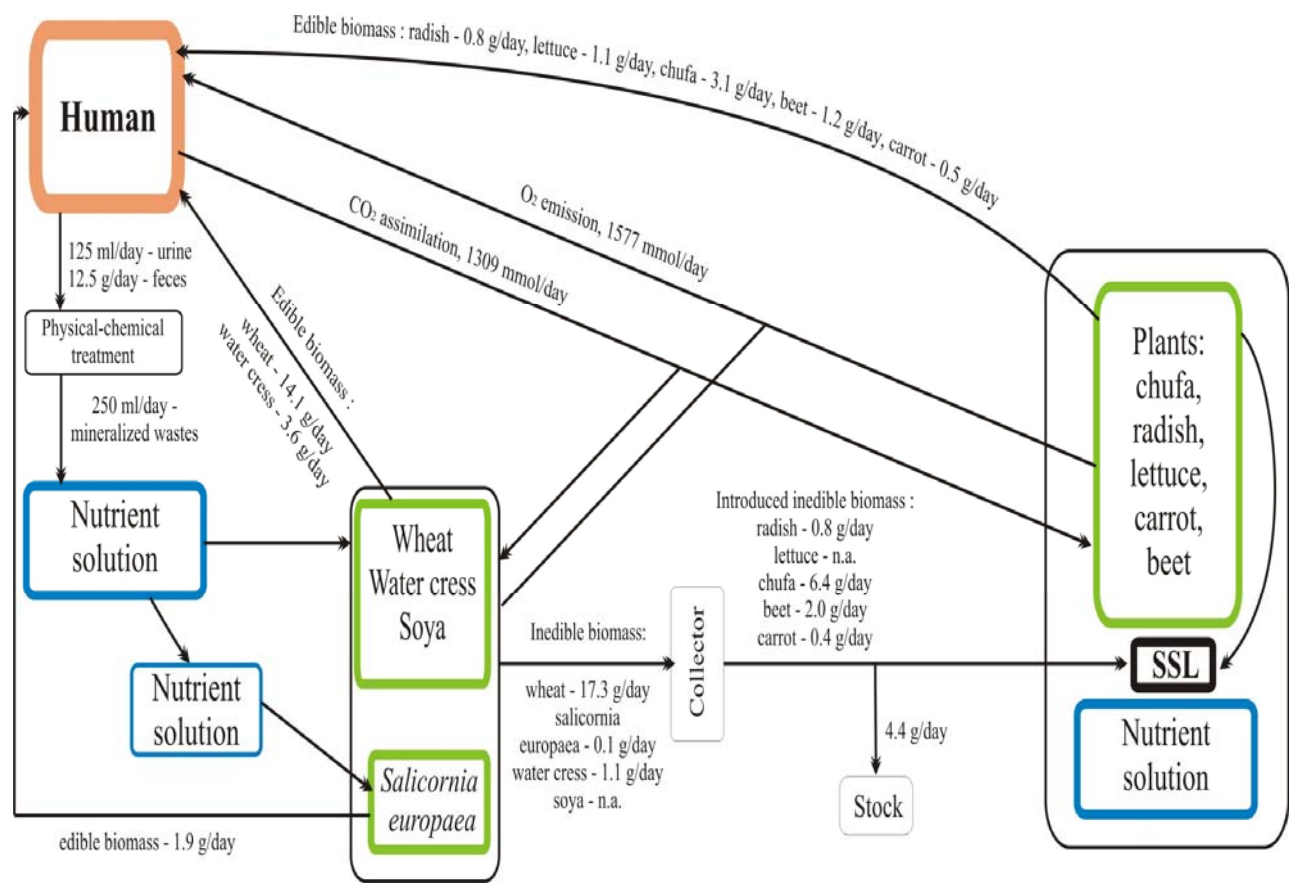 Edible biomass : radish - 0.8 g/day, lettuce - 1.1 g/day, chufa - 3.1 g/day, beet - 1.2 g/day, carrot - 0.5 g/day
Human
O₂ emission, 1577 mmol/day
CO₂ assimilation, 1309 mmol/day
125 ml/day - urine
12.5 g/day - feces
Physical-chemical
treatment
250 ml/day -
mineralized wastes
Edible biomass :
wheat - 14.1 g/day
water cress - 3.6 g/day
Nutrient
solution
Nutrient
solution
Wheat
Water cress
Soya
Salicornia
europaea
edible biomass - 1.9 g/day
Inedible biomass:
wheat - 17.3 g/day
salicornia
europaea - 0.1 g/day
water cress - 1.1 g/day
soya - n.a.
Collector
Introduced inedible biomass :
radish - 0.8 g/day
lettuce - n.a.
chufa - 6.4 g/day
beet - 2.0 g/day
carrot - 0.4 g/day
4.4 g/day
Stock
Plants:
chufa,
radish,
lettuce,
carrot,
beet
SSL
Nutrient
solution